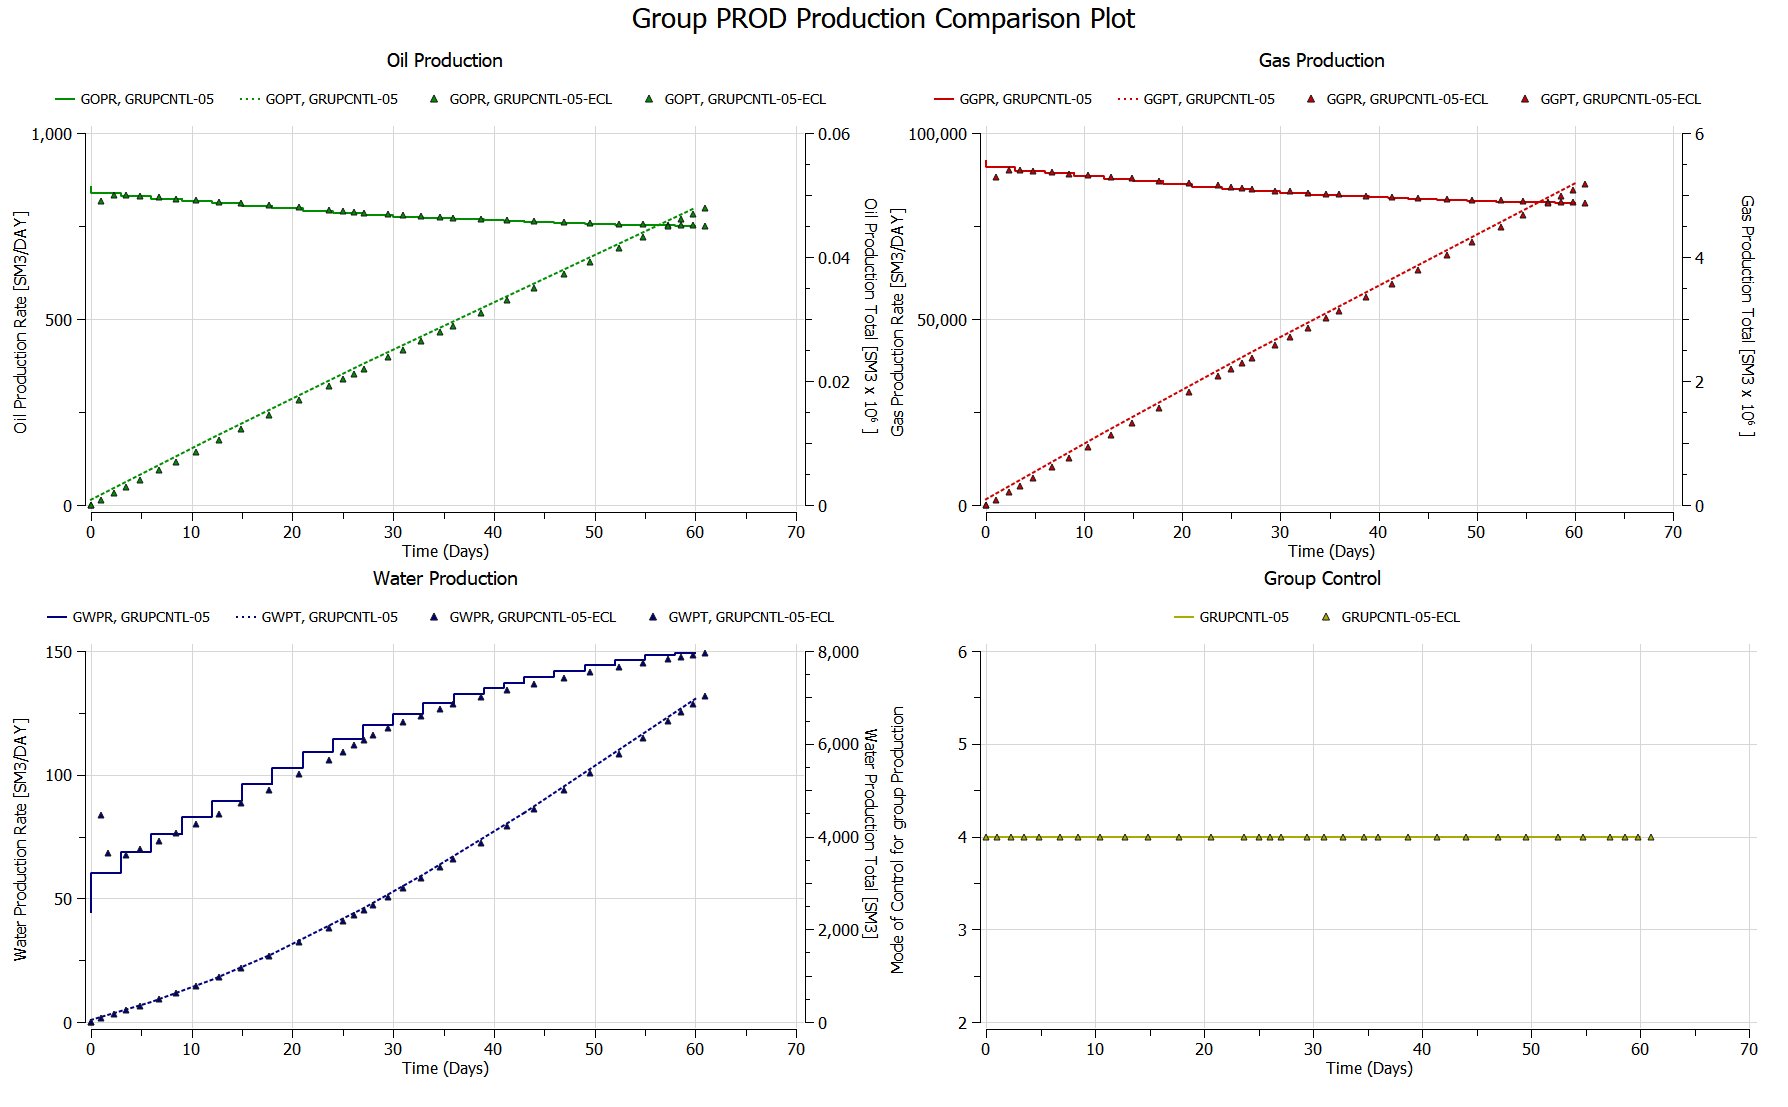 Group PROD Production Comparison Plot
Oil Production
GOPR, GRUPCNTL-05 GOPT, GRUPCNTL-05 GOPR, GRUPCNTL-05-ECL GOPT, GRUPCNTL-05-ECL
1,000
500
0
Oil Production Rate [SM3/DAY]
0.06
0.04
0.02
0
Oil Production Total [SM3 x 10⁶ ]
0 10 20 30 40 50 60 70
Time (Days)
Gas Production
GGPR, GRUPCNTL-05 GGPT, GRUPCNTL-05 GGPR, GRUPCNTL-05-ECL GGPT, GRUPCNTL-05-ECL
100,000
50,000
0
Gas Production Rate [SM3/DAY]
6
4
2
0
Gas Production Total [SM3 x 10⁶ ]
0 10 20 30 40 50 60 70
Time (Days)
Water Production
GWPR, GRUPCNTL-05 GWPT, GRUPCNTL-05 GWPR, GRUPCNTL-05-ECL GWPT, GRUPCNTL-05-ECL
150
100
50
0
Water Production Rate [SM3/DAY]
8,000
6,000
4,000
2,000
0
Water Production Total [SM3]
0 10 20 30 40 50 60 70
Time (Days)
Group Control
GRUPCNTL-05 GRUPCNTL-05-ECL
6
5
4
3
2
Mode of Control for group Production
0 10 20 30 40 50 60 70
Time (Days)